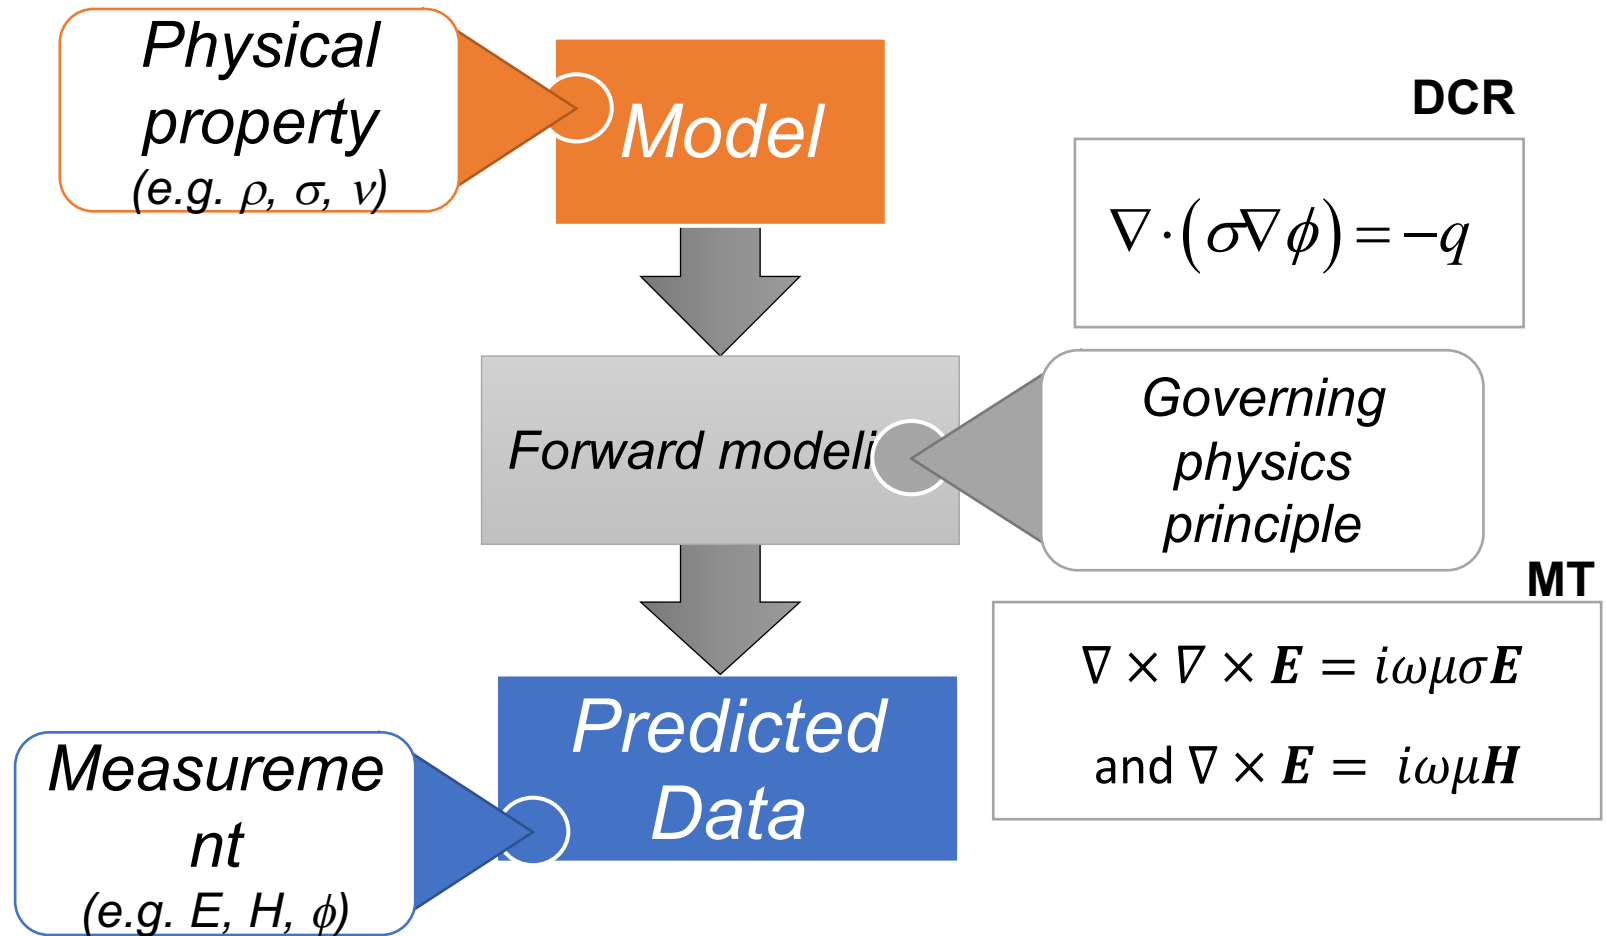 Physical
property
(e.g. ρ, σ, ν)
Model
DCR
∇·(σ∇ϕ)=−q
Forward modeli
Governing
physics
principle
MT
∇ × ∇ × E = iωμσE
and ∇ × E = iωμH
Predicted
Data
Measureme
nt
(e.g. E, H, ϕ)